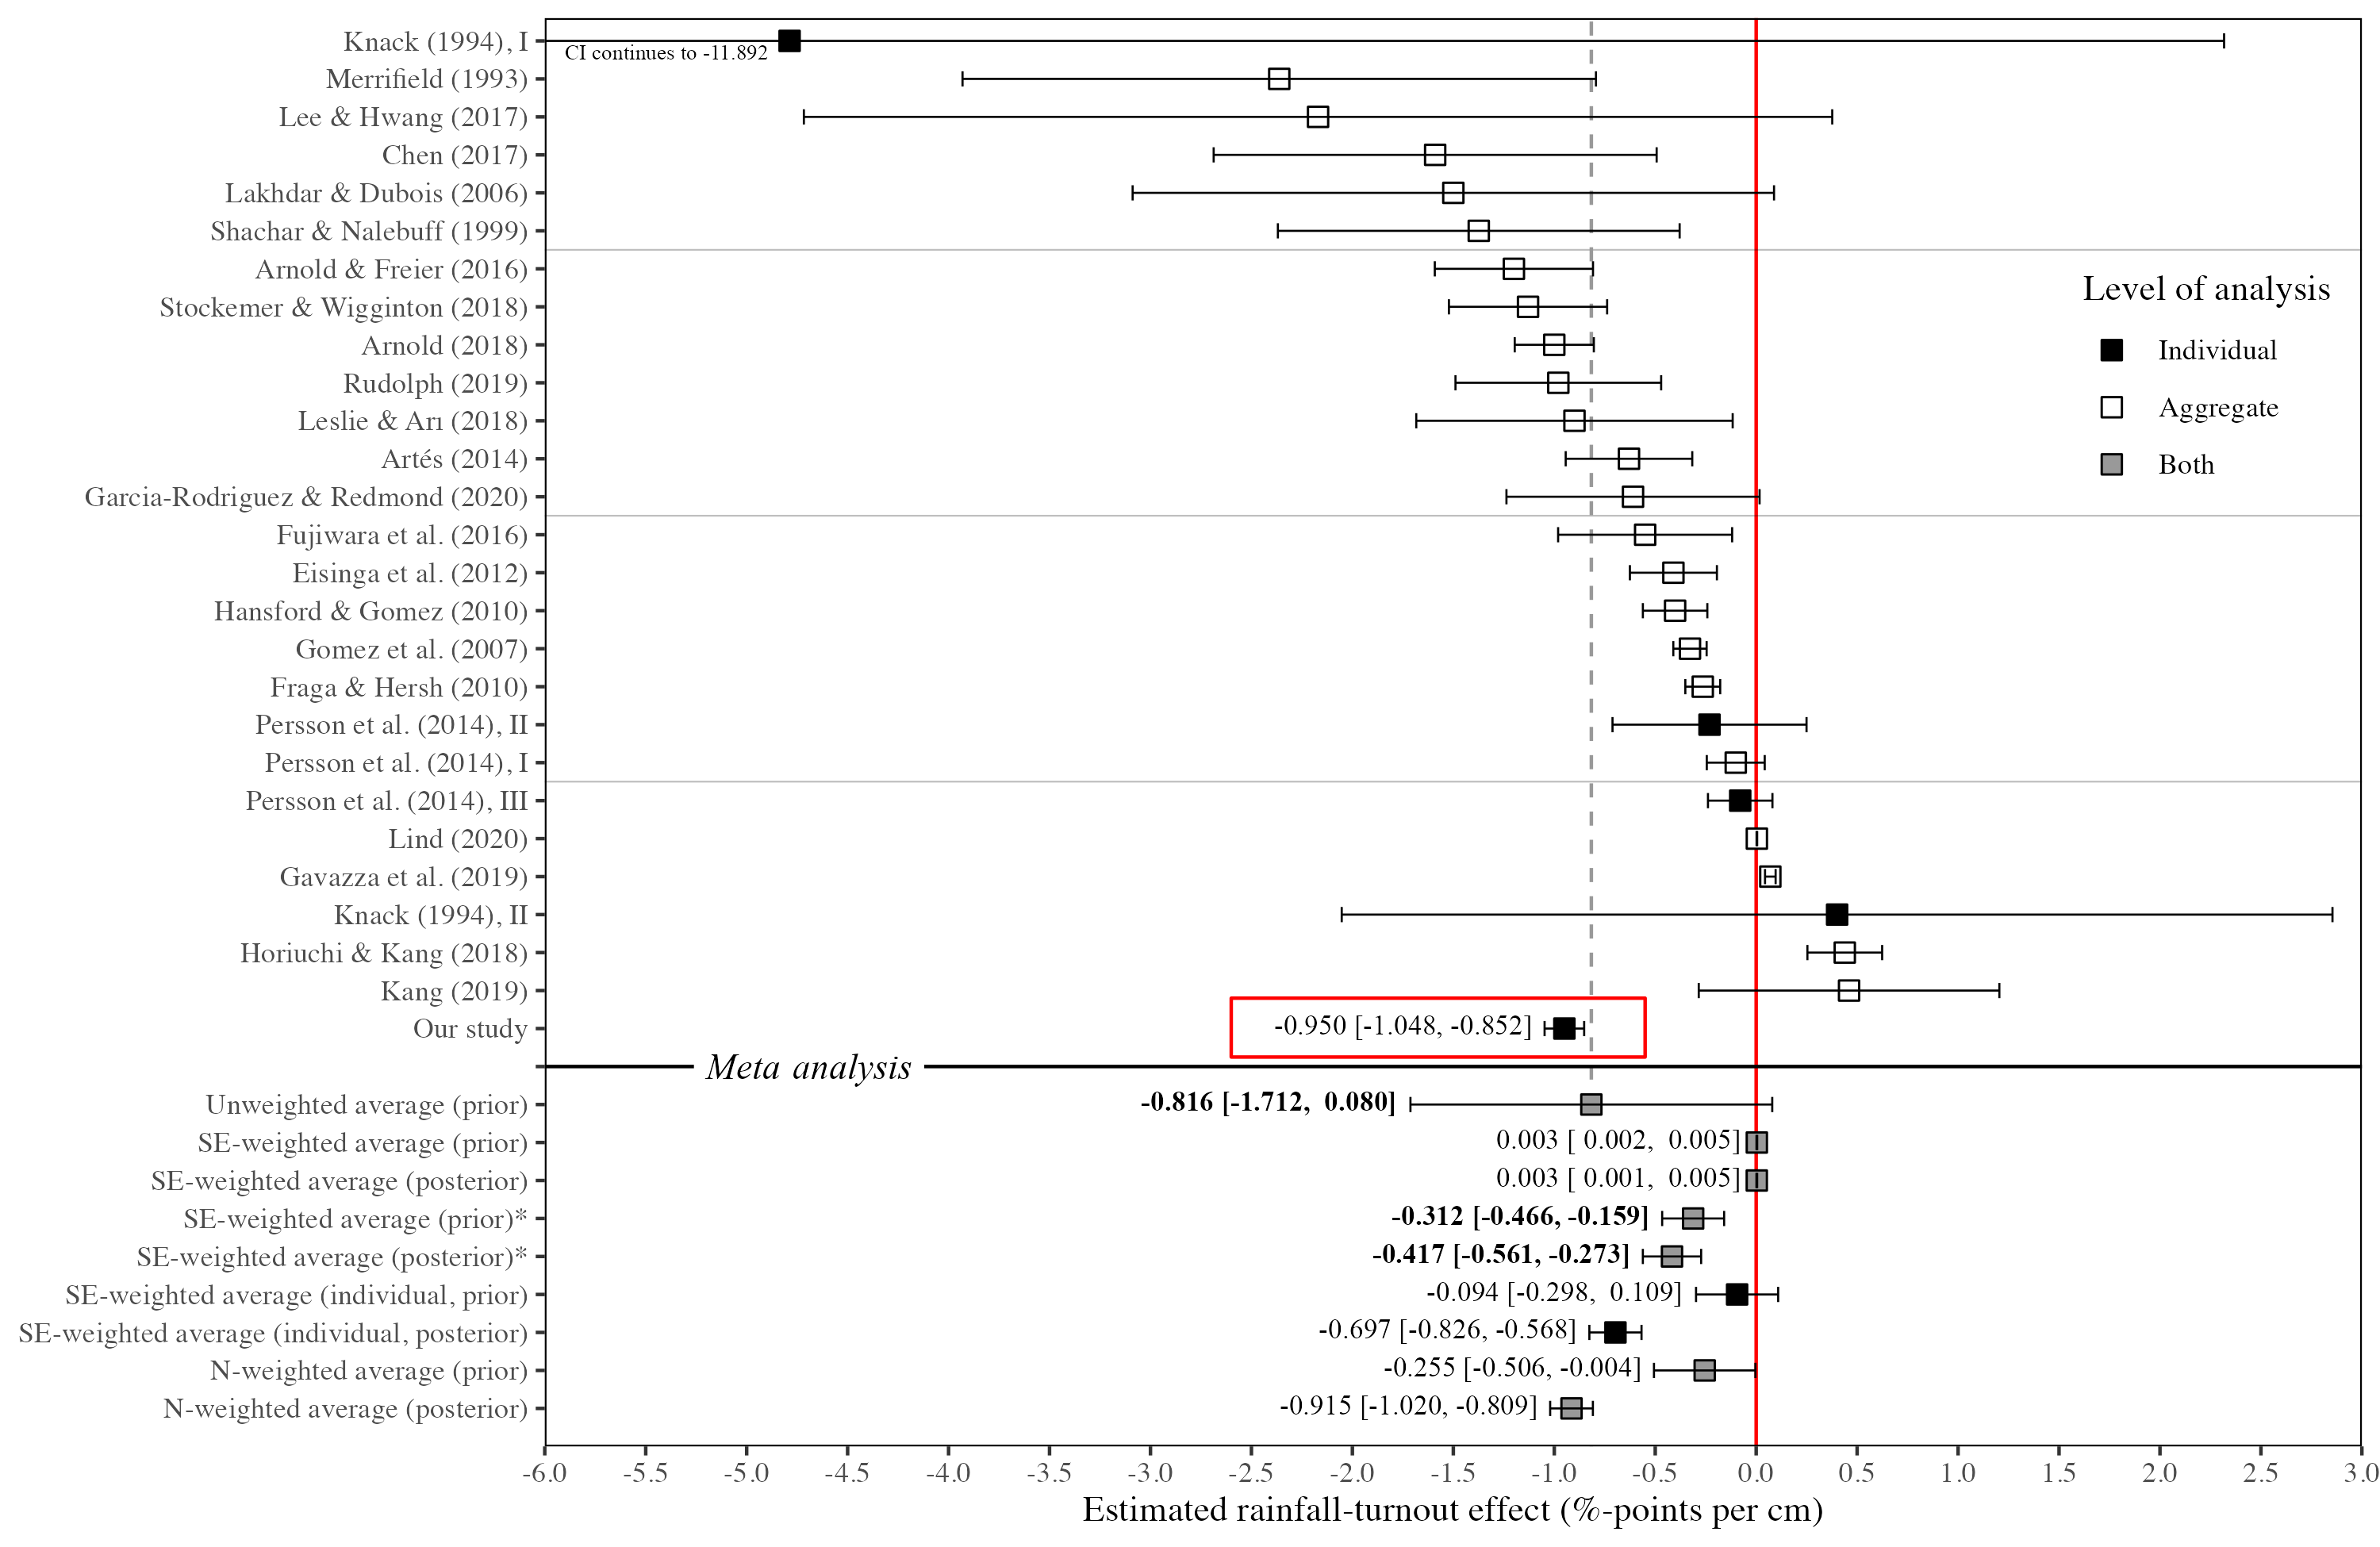 Knack (1994), I
CI continues to -11.892
Merrifield (1993)
Lee & Hwang (2017)
Chen (2017)
Lakhdar & Dubois (2006)
Shachar & Nalebuff (1999)
Arnold & Freier (2016)
Stockemer & Wigginton (2018)
Arnold (2018)
Rudolph (2019)
Leslie & Arı (2018)
Artés (2014)
Garcia-Rodriguez & Redmond (2020)
Fujiwara et al. (2016)
Eisinga et al. (2012)
Hansford & Gomez (2010)
Gomez et al. (2007)
Fraga & Hersh (2010)
Persson et al. (2014), II
Persson et al. (2014), I
Persson et al. (2014), III
Lind (2020)
Gavazza et al. (2019)
Knack (1994), II
Horiuchi & Kang (2018)
Kang (2019)
Level of analysis
Individual
Aggregate
Both
Our study -0.950 [-1.048, -0.852]
Meta analysis
Unweighted average (prior) -0.816 [-1.712, 0.080]
SE-weighted average (prior) 0.003 [ 0.002, 0.005]
SE-weighted average (posterior) 0.003 [ 0.001, 0.005]
SE-weighted average (prior)* -0.312 [-0.466, -0.159]
SE-weighted average (posterior)* -0.417 [-0.561, -0.273]
SE-weighted average (individual, prior) -0.094 [-0.298, 0.109]
SE-weighted average (individual, posterior) -0.697 [-0.826, -0.568]
N-weighted average (prior) -0.255 [-0.506, -0.004]
N-weighted average (posterior) -0.915 [-1.020, -0.809]
-6.0 -5.5 -5.0 -4.5 -4.0 -3.5 -3.0 -2.5 -2.0 -1.5 -1.0 -0.5 0.0 0.5 1.0 1.5 2.0 2.5 3.0
Estimated rainfall-turnout effect (%-points per cm)